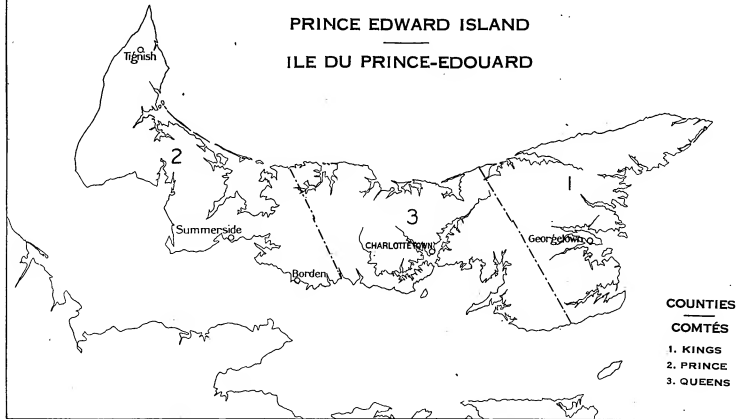 PRINCE EDWARD ISLAND
ILE DU PRINCE-EDOUARD
Tignish
2
1
3
Summerside
CHARLOTTETOWN
Georgetown
Borden
COUNTIES
COMTÉS
1. KINGS
2. PRINCE
3. QUEENS